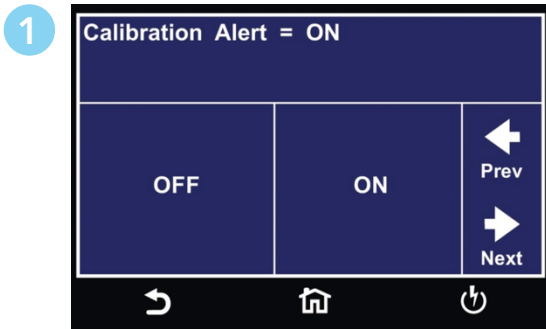 1
Calibration Alert = ON
OFF
ON
Prev
Next